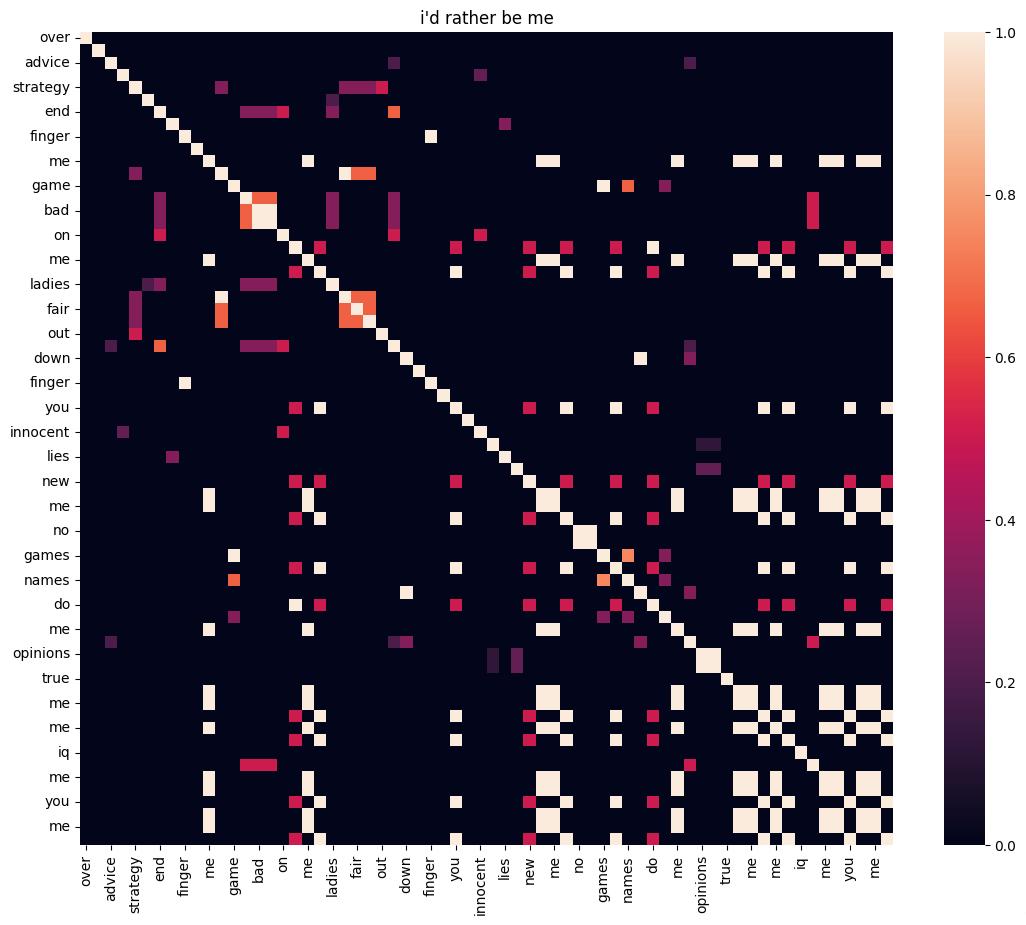 i'd rather be me
over
advice
strategy
end
finger
me
game
bad
on
me
ladies
fair
out
down
finger
you
innocent
lies
new
me
no
games
names
do
me
opinions
true
me
me
iq
me
you
me
1.0
0.8
0.6
0.4
0.2
0.0
over
advice
strategy
end
finger
me
game
bad
on
me
ladies
fair
out
down
finger
you
innocent
lies
new
me
no
games
names
do
me
opinions
true
me
me
iq
me
you
me